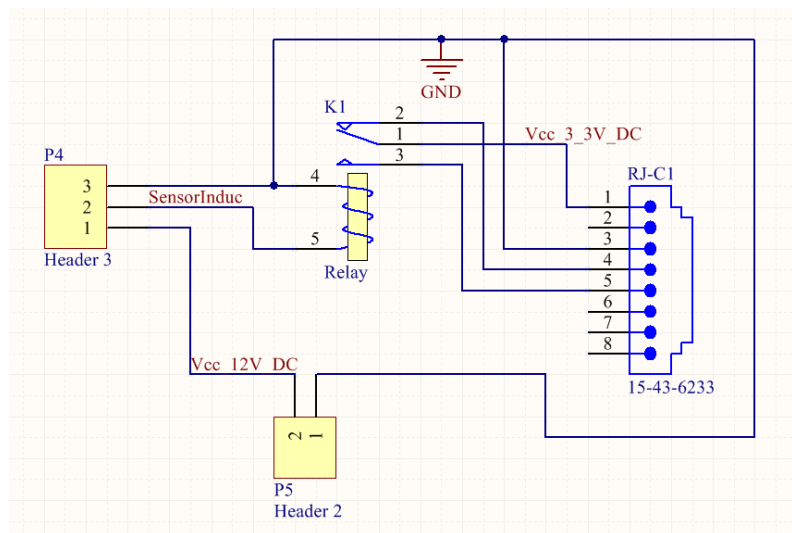 GND
K1
2
1
3
Vcc_3_3V_DC
P4
3
2
1
SensorInduc
Header 3
4
5
Relay
RJ-C1
1
2
3
4
5
6
7
8
15-43-6233
Vcc_12V_DC
2
1
P5
Header 2